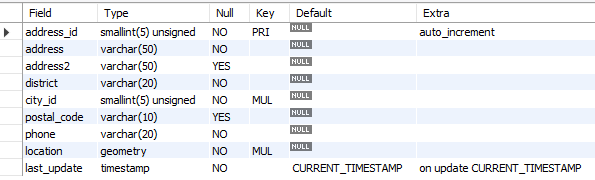 Field Type Null Key Default Extra
address_id smallint(5) unsigned NO PRI NULL auto_increment
address varchar(50) NO NULL
address2 varchar(50) YES NULL
district varchar(20) NO NULL
city_id smallint(5) unsigned NO MUL NULL
postal_code varchar(10) YES NULL
phone varchar(20) NO NULL
location geometry NO MUL NULL
last_update timestamp NO CURRENT_TIMESTAMP on update CURRENT_TIMESTAMP